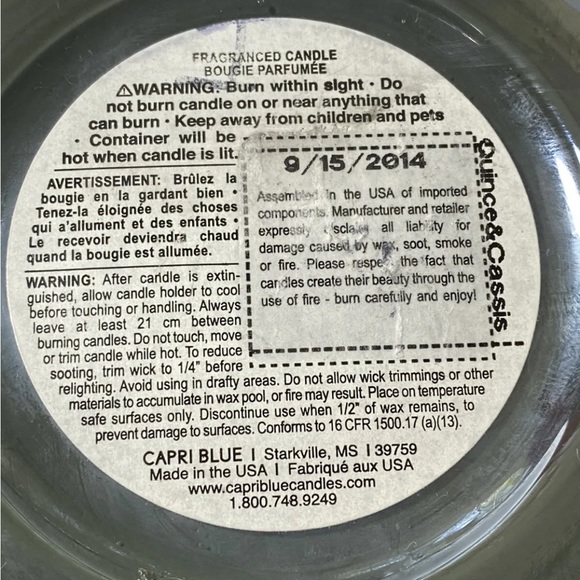 FRAGRANCED CANDLE
BOUGIE PARFUMÉE
⚠WARNING: Burn within sight · Do
not burn candle on or near anything that
can burn · Keep away from children and pets
· Container will be
hot when candle is lit.
AVERTISSEMENT: Brûlez la
bougie en la gardant bien ·
Tenez-la éloignée des choses
qui s'allument et des enfants ·
Le recevoir deviendra chaud
quand la bougie est allumée.
WARNING: After candle is extin-
guished, allow candle holder to cool
before touching or handling. Always
leave at least 21 cm between
burning candles. Do not touch, move
or trim candle while hot. To reduce
sooting, trim wick to 1/4" before
relighting. Avoid using in drafty areas. Do not allow wick trimmings or other
materials to accumulate in wax pool, or fire may result. Place on temperature
safe surfaces only. Discontinue use when 1/2" of wax remains, to
prevent damage to surfaces. Conforms to 16 CFR 1500.17 (a)(13).
9/15/2014
Assembled in the USA of imported
components. Manufacturer and retailer
expressly disclaim all liability for
damage caused by wax, soot, smoke
or fire. Please respect the fact that
candles create their beauty through the
use of fire - burn carefully and enjoy!
Quince&Cassis
CAPRI BLUE | Starkville, MS | 39759
Made in the USA | Fabriqué aux USA
www.capribluecandles.com
1.800.748.9249